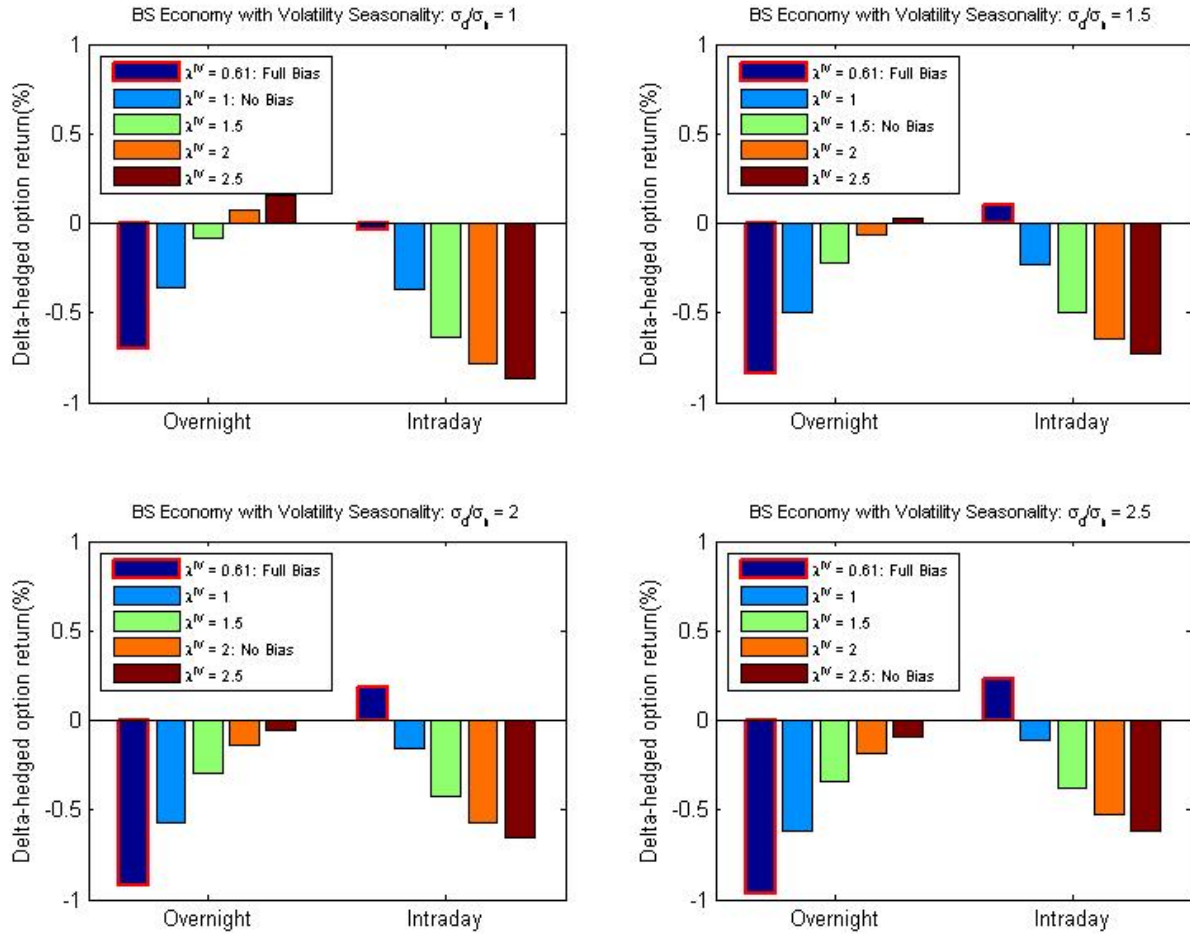 BS Economy with Volatility Seasonality: σd/σn = 1
Delta-hedged option return(%)
1
0.5
0
-0.5
-1
λIV = 0.61: Full Bias
λIV = 1: No Bias
λIV = 1.5
λIV = 2
λIV = 2.5
Overnight Intraday
BS Economy with Volatility Seasonality: σd/σn = 1.5
Delta-hedged option return(%)
1
0.5
0
-0.5
-1
λIV = 0.61: Full Bias
λIV = 1
λIV = 1.5: No Bias
λIV = 2
λIV = 2.5
Overnight Intraday
BS Economy with Volatility Seasonality: σd/σn = 2
Delta-hedged option return(%)
1
0.5
0
-0.5
-1
λIV = 0.61: Full Bias
λIV = 1
λIV = 1.5
λIV = 2: No Bias
λIV = 2.5
Overnight Intraday
BS Economy with Volatility Seasonality: σd/σn = 2.5
Delta-hedged option return(%)
1
0.5
0
-0.5
-1
λIV = 0.61: Full Bias
λIV = 1
λIV = 1.5
λIV = 2
λIV = 2.5: No Bias
Overnight Intraday